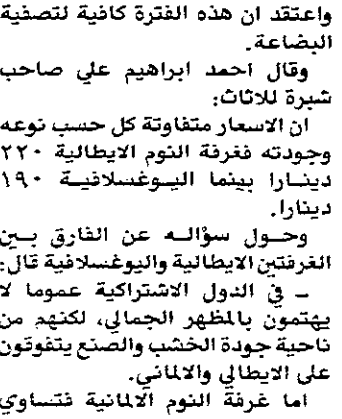 واعتقد ان هذه الفترة كافية لتصفية
البضاعة.
وقال احمد ابراهيم علي صاحب
شبرة للاثاث:
ان الاسعار متفاوتة كل حسب نوعه
وجودته فغرفة النوم الايطالية ٢٢٠
دينارا بينما اليوغسلافية ١٩٠
دينارا.
وحول سؤاله عن الفارق بين
الغرفتين الايطالية واليوغسلافية قال:
ـ في الدول الاشتراكية عموما لا
يهتمون بالمظهر الجمالي، لكنهم من
ناحية جودة الخشب والصنع يتفوقون
على الايطالي والالماني.
اما غرفة النوم الالمانية فتساوي